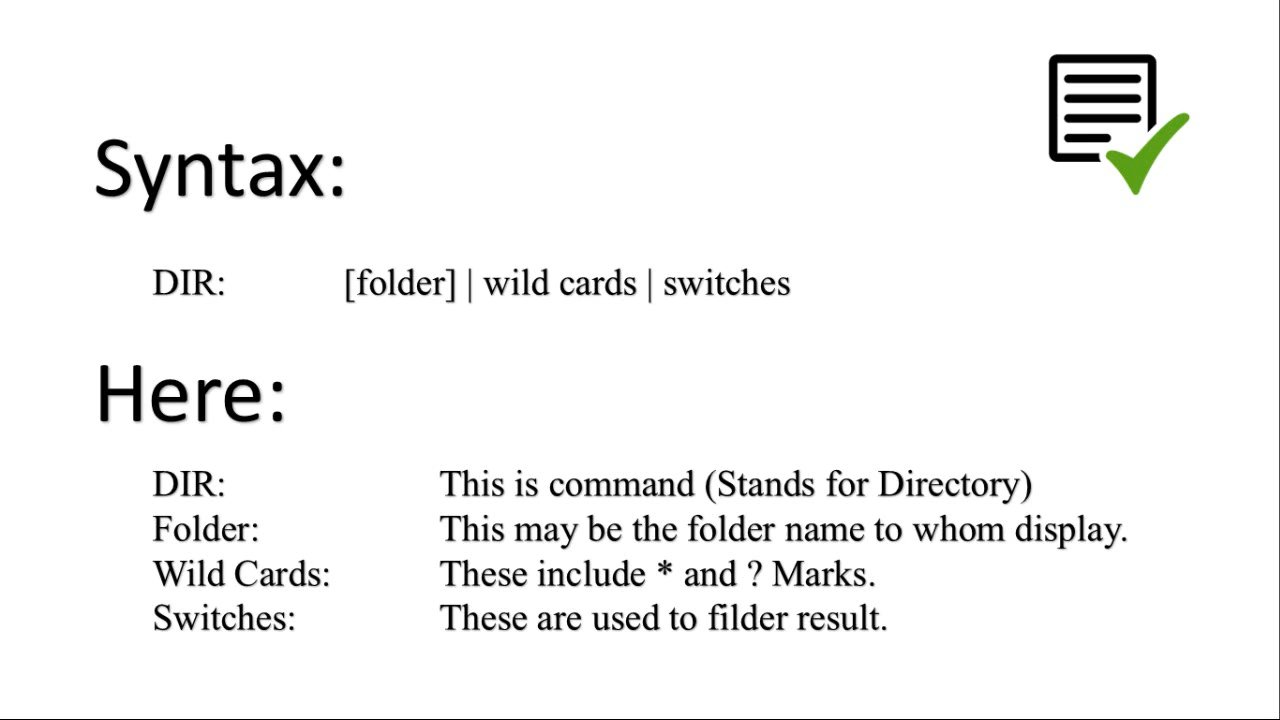 Syntax:
DIR: [folder] | wild cards | switches
Here:
DIR: This is command (Stands for Directory)
Folder: This may be the folder name to whom display.
Wild Cards: These include * and ? Marks.
Switches: These are used to filder result.